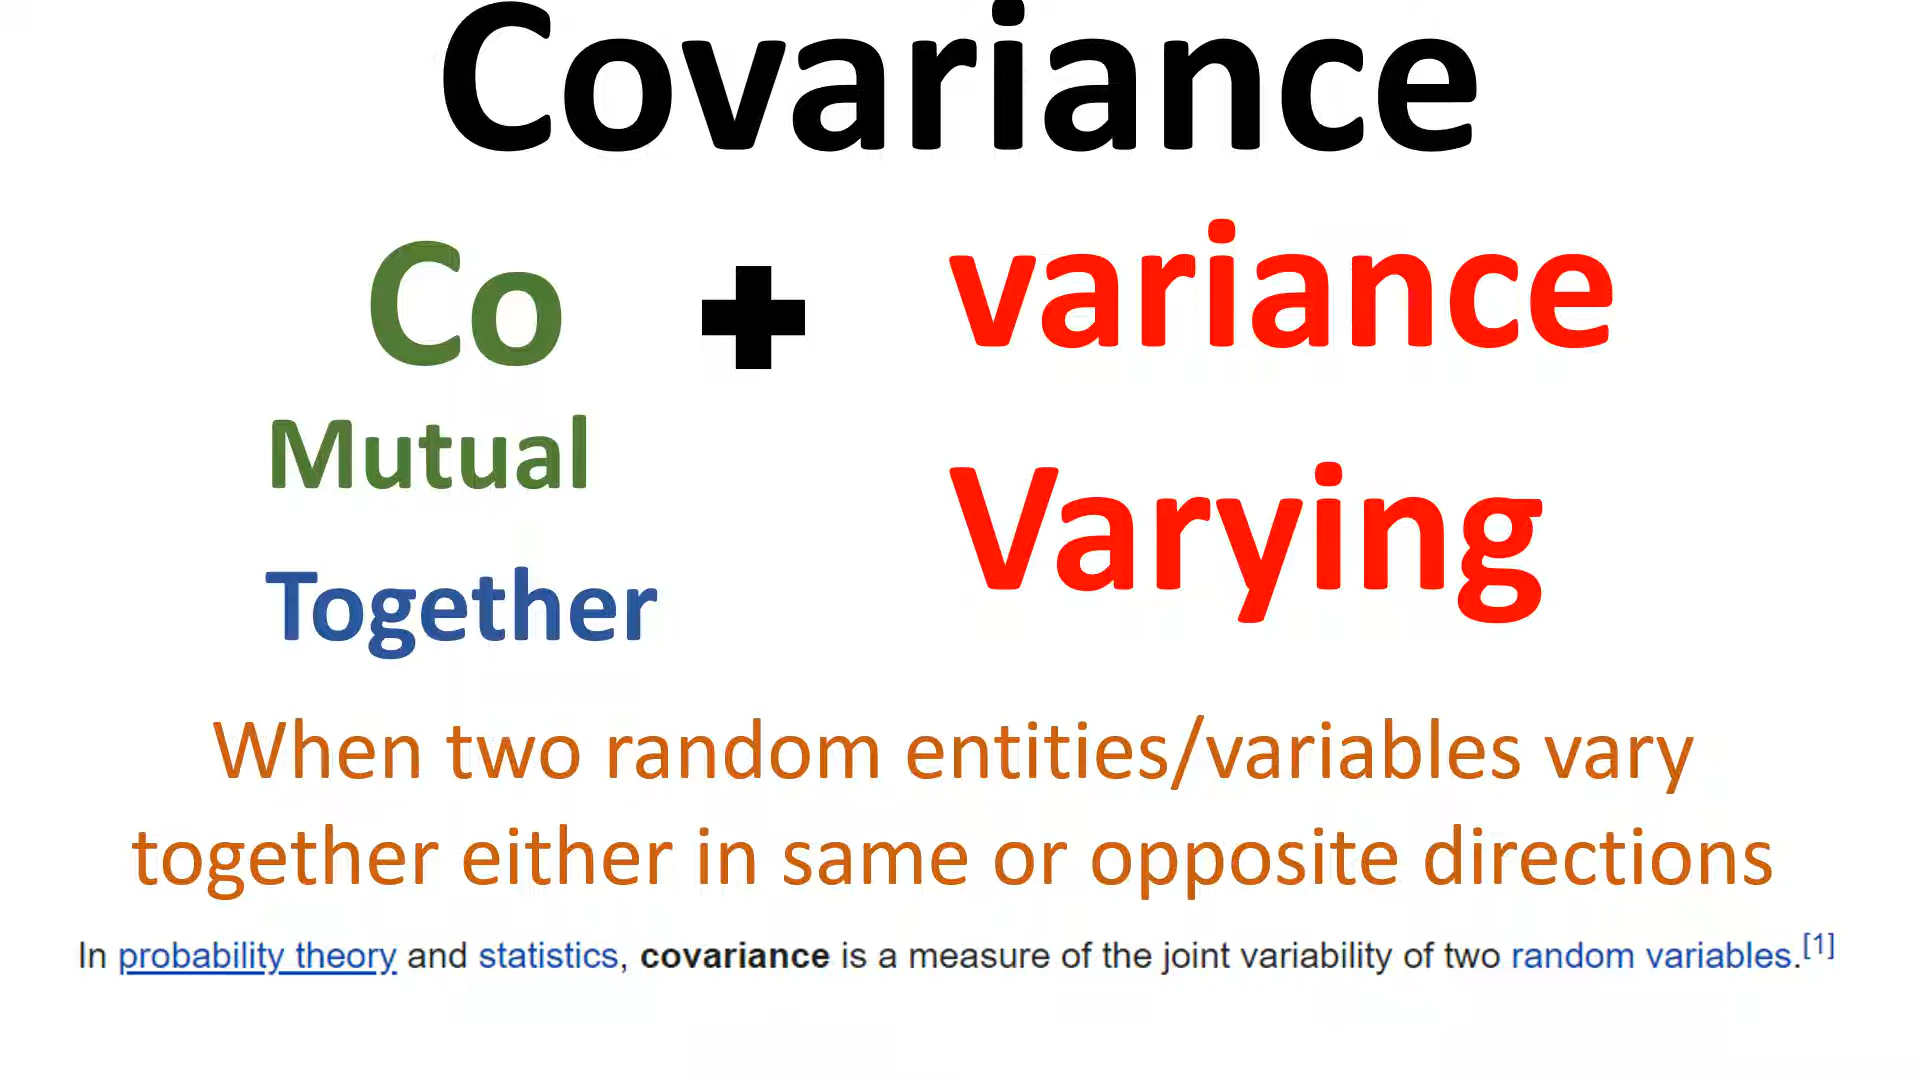 Covariance
Co + variance
Mutual
Varying
Together
When two random entities/variables vary
together either in same or opposite directions
In probability theory and statistics, covariance is a measure of the joint variability of two random variables.[1]